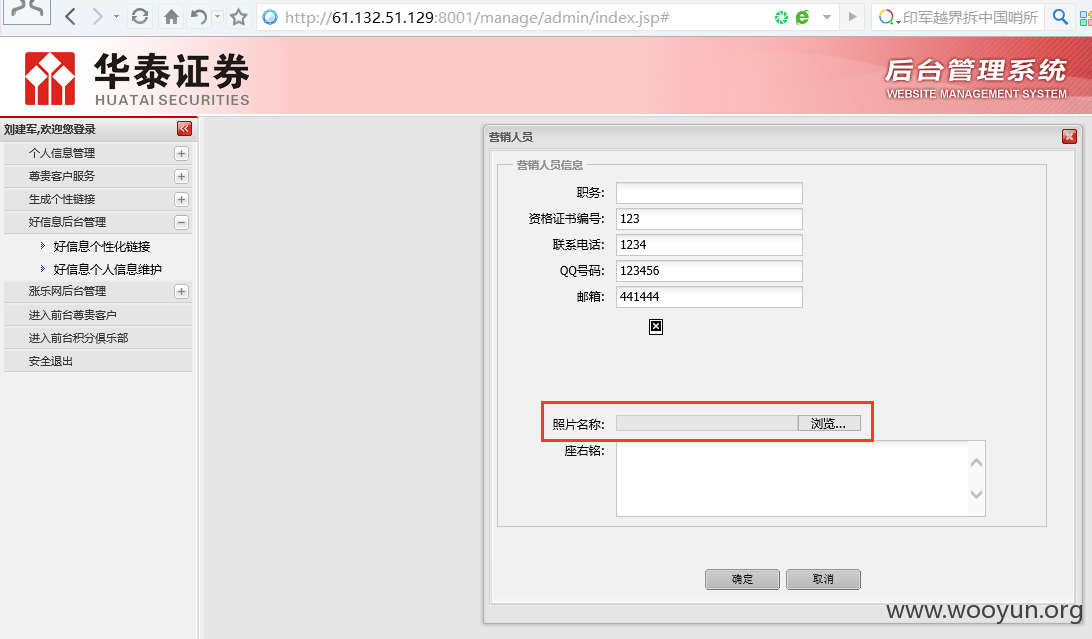 http://61.132.51.129:8001/manage/admin/index.jsp#
印军越界拆中国哨所
华泰证券
HUATAI SECURITIES
后台管理系统
WEBSITE MANAGEMENT SYSTEM
刘建军,欢迎您登录
个人信息管理
尊贵客户服务
生成个性链接
好信息后台管理
好信息个性化链接
好信息个人信息维护
涨乐网后台管理
进入前台尊贵客户
进入前台积分俱乐部
安全退出
营销人员
营销人员信息
职务:
资格证书编号: 123
联系电话: 1234
QQ号码: 123456
邮箱: 441444
照片名称: 浏览...
座右铭:
确定 取消
www.wooyun.org